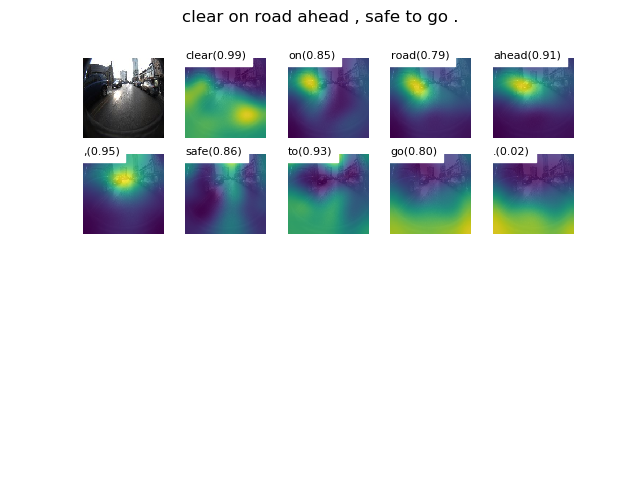 clear on road ahead , safe to go .
clear(0.99) on(0.85) road(0.79) ahead(0.91)
,(0.95) safe(0.86) to(0.93) go(0.80) .(0.02)